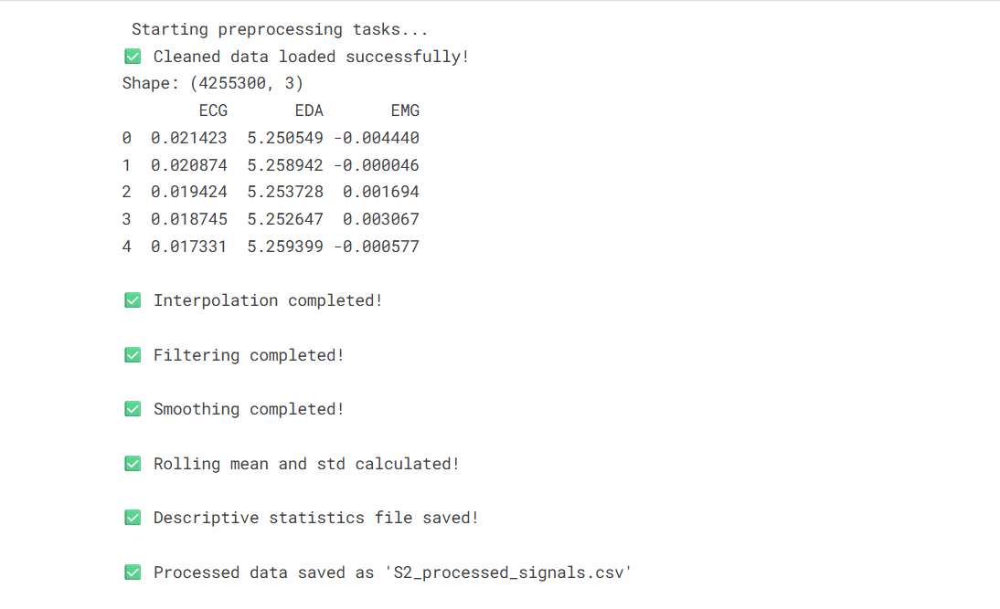 Starting preprocessing tasks...
✅ Cleaned data loaded successfully!
Shape: (4255300, 3)
ECG EDA EMG
0 0.021423 5.250549 -0.004440
1 0.020874 5.258942 -0.000046
2 0.019424 5.253728 0.001694
3 0.018745 5.252647 0.003067
4 0.017331 5.259399 -0.000577
✅ Interpolation completed!
✅ Filtering completed!
✅ Smoothing completed!
✅ Rolling mean and std calculated!
✅ Descriptive statistics file saved!
✅ Processed data saved as 'S2_processed_signals.csv'